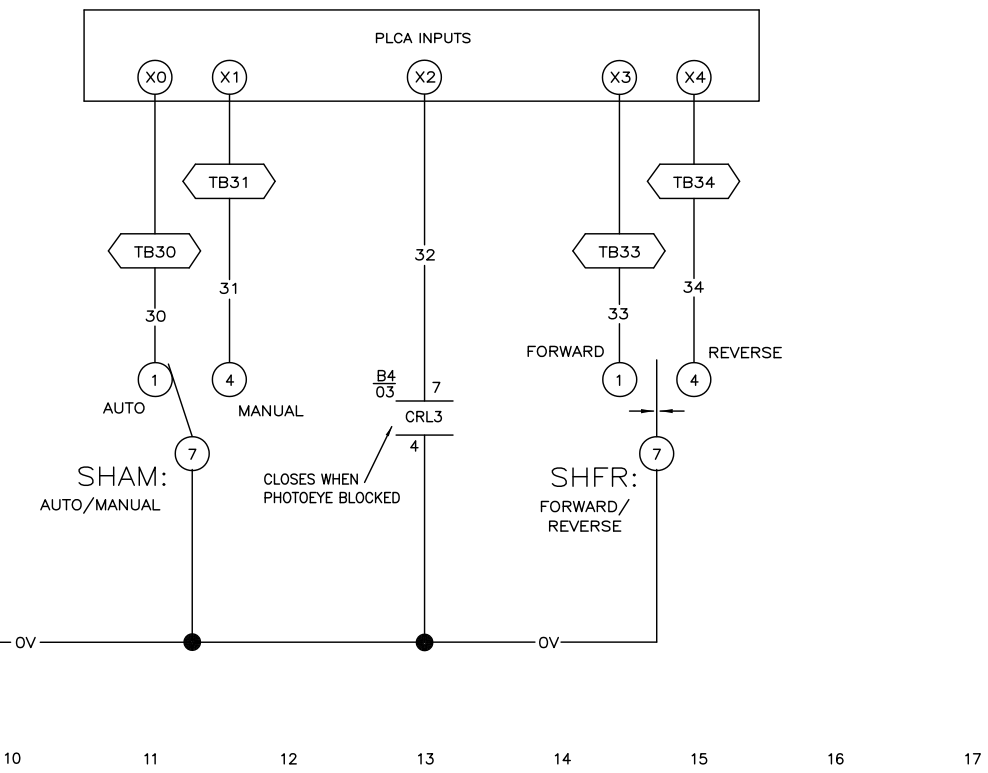 PLCA INPUTS
X0 X1 X2 X3 X4
TB31 TB34
TB30 TB33
32
31 34
30 33
FORWARD REVERSE
B4
03
7
1 4 1 4
AUTO MANUAL
CRL3
4
7 7
SHAM:
AUTO/MANUAL
CLOSES WHEN
PHOTOEYE BLOCKED
SHFR:
FORWARD/
REVERSE
0V 0V
10 11 12 13 14 15 16 17